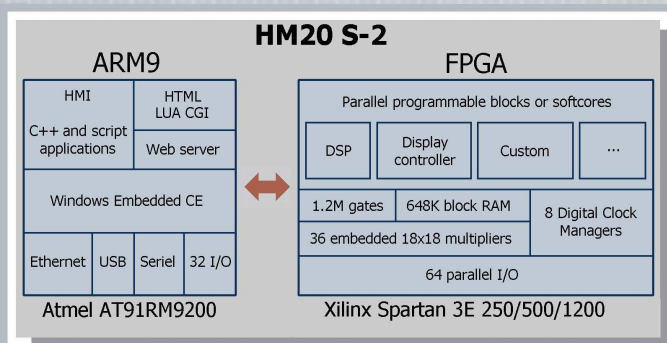 HM20 S-2
ARM9
HMI
C++ and script
applications
HTML
LUA CGI
Web server
Windows Embedded CE
Ethernet
USB
Seriel
32 I/O
Atmel AT91RM9200
FPGA
Parallel programmable blocks or softcores
DSP
Display
controller
Custom
...
1.2M gates
648K block RAM
36 embedded 18x18 multipliers
8 Digital Clock
Managers
64 parallel I/O
Xilinx Spartan 3E 250/500/1200